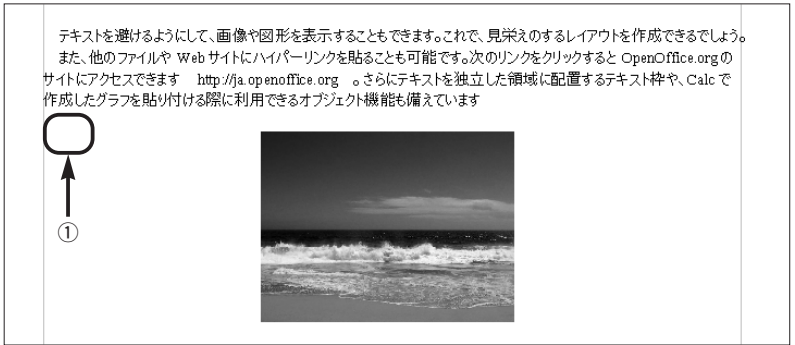 テキストを避けるようにして、画像や図形を表示することもできます。これで、見栄えのするレイアウトを作成できるでしょう。
また、他のファイルや Web サイトにハイパーリンクを貼ることも可能です。次のリンクをクリックすると OpenOffice.org の
サイトにアクセスできます　http://ja.openoffice.org　。さらにテキストを独立した領域に配置するテキスト枠や、Calc で
作成したグラフを貼り付ける際に利用できるオブジェクト機能も備えています
①